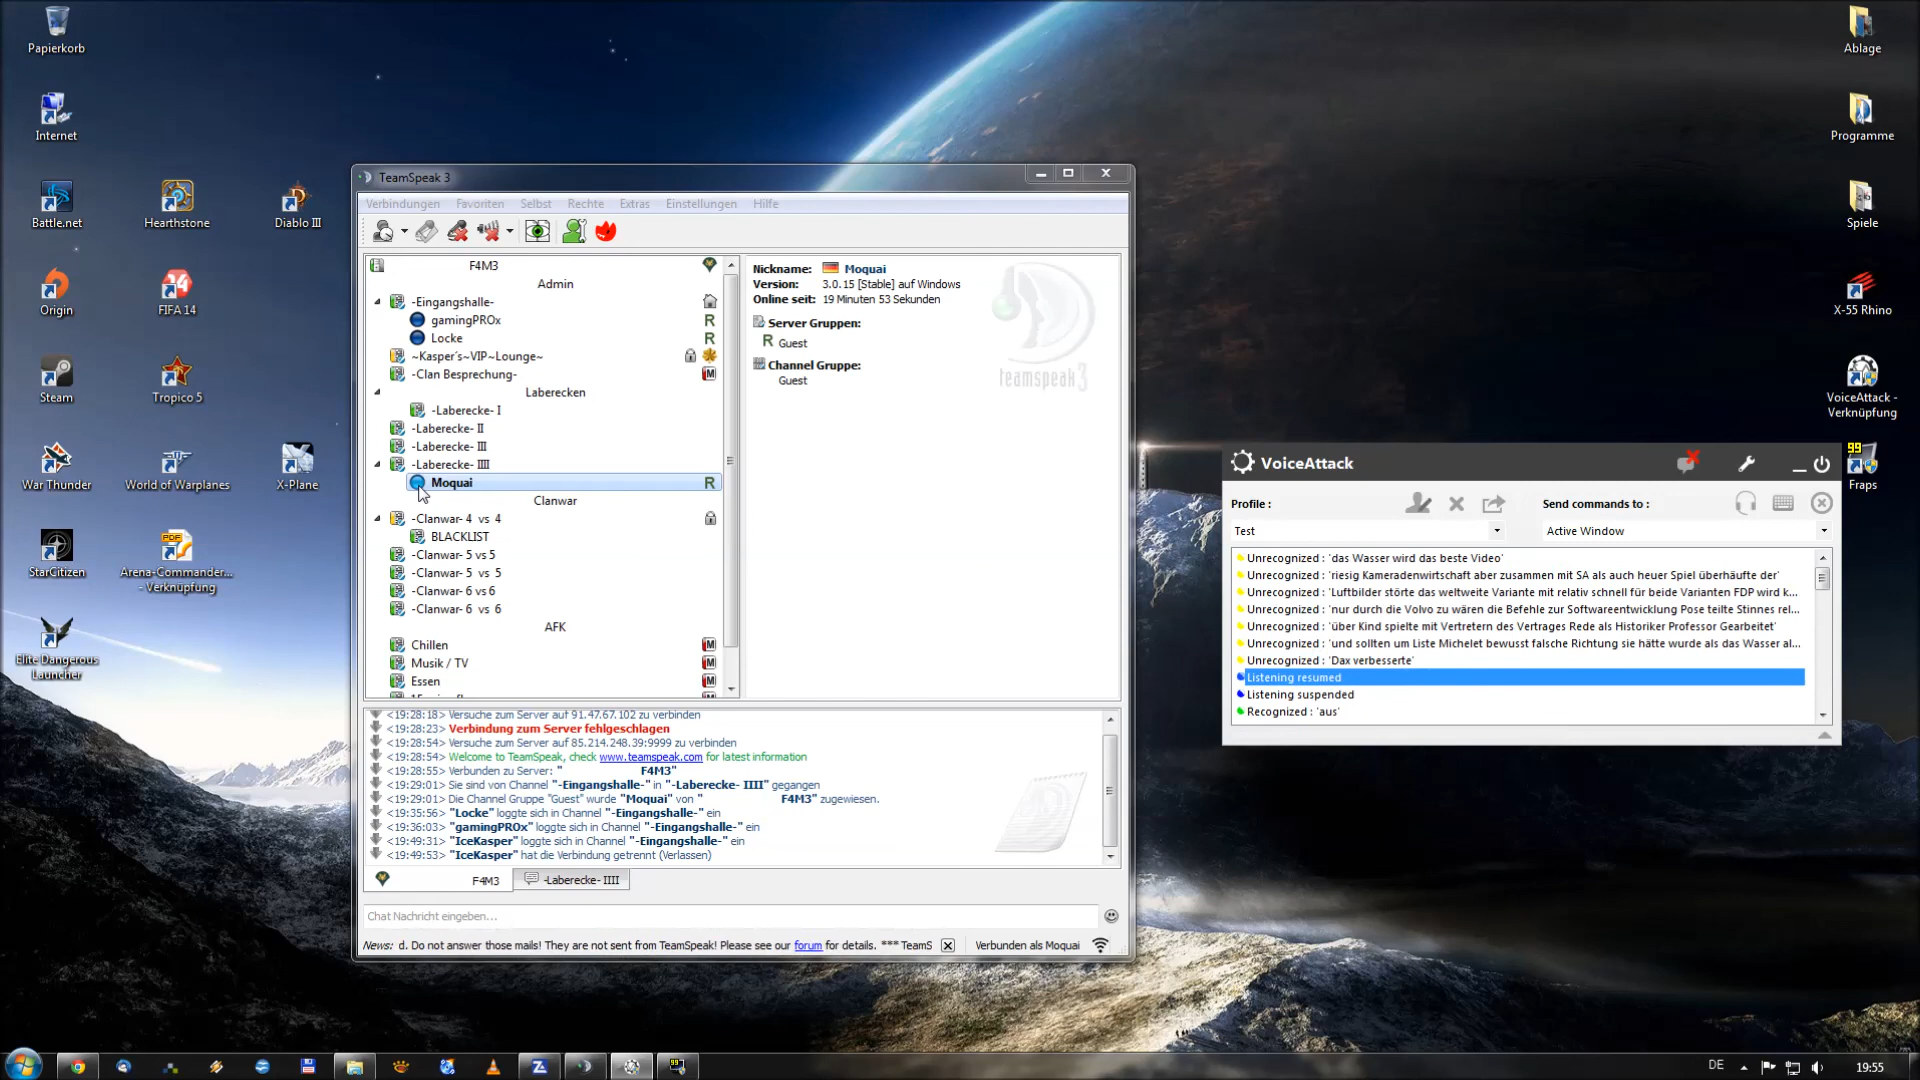 Papierkorb
Internet
Battle.net
Hearthstone
Diablo III
Origin
14
FIFA 14
Steam
Tropico 5
War Thunder
World of Warplanes
X-Plane
StarCitizen
PDF
Arena-Commander...
- Verknüpfung
Elite Dangerous
Launcher
Ablage
Programme
Spiele
X-55 Rhino
VoiceAttack -
Verknüpfung
99
Fraps
TeamSpeak 3
Verbindungen Favoriten Selbst Rechte Extras Einstellungen Hilfe
F4M3
Admin
-Eingangshalle-
gamingPROx R
Locke R
~Kasper's~VIP~Lounge~
-Clan Besprechung- M
Laberecken
-Laberecke- I
-Laberecke- II
-Laberecke- III
-Laberecke- IIII
Moquai R
Clanwar
-Clanwar- 4 vs 4
BLACKLIST
-Clanwar- 5 vs 5
-Clanwar- 5 vs 5
-Clanwar- 6 vs 6
-Clanwar- 6 vs 6
AFK
Chillen M
Musik / TV M
Essen M
Nickname: Moquai
Version: 3.0.15 [Stable] auf Windows
Online seit: 19 Minuten 53 Sekunden
Server Gruppen:
R Guest
Channel Gruppe:
Guest
teamspeak3
<19:28:18> Versuche zum Server auf 91.47.67.102 zu verbinden
<19:28:23> Verbindung zum Server fehlgeschlagen
<19:28:54> Versuche zum Server auf 85.214.248.39:9999 zu verbinden
<19:28:54> Welcome to TeamSpeak, check www.teamspeak.com for latest information
<19:28:55> Verbunden zu Server: " F4M3"
<19:29:01> Sie sind von Channel "-Eingangshalle-" in "-Laberecke- IIII" gegangen
<19:29:01> Die Channel Gruppe "Guest" wurde "Moquai" von " F4M3" zugewiesen.
<19:35:56> "Locke" loggte sich in Channel "-Eingangshalle-" ein
<19:36:03> "gamingPROx" loggte sich in Channel "-Eingangshalle-" ein
<19:49:31> "IceKasper" loggte sich in Channel "-Eingangshalle-" ein
<19:49:53> "IceKasper" hat die Verbindung getrennt (Verlassen)
F4M3 -Laberecke- IIII
Chat Nachricht eingeben...
News: d. Do not answer those mails! They are not sent from TeamSpeak! Please see our forum for details. *** TeamS
Verbunden als Moquai
VoiceAttack
Profile : Send commands to :
Test Active Window
Unrecognized : 'das Wasser wird das beste Video'
Unrecognized : 'riesig Kameradenwirtschaft aber zusammen mit SA als auch heuer Spiel überhäufte der'
Unrecognized : 'Luftbilder störte das weltweite Variante mit relativ schnell für beide Varianten FDP wird k...
Unrecognized : 'nur durch die Volvo zu wären die Befehle zur Softwareentwicklung Pose teilte Stinnes rel...
Unrecognized : 'über Kind spielte mit Vertretern des Vertrages Rede als Historiker Professor Gearbeitet'
Unrecognized : 'und sollten um Liste Michelet bewusst falsche Richtung sie hätte wurde als das Wasser al...
Unrecognized : 'Dax verbesserte'
Listening resumed
Listening suspended
Recognized : 'aus'
DE
19:55